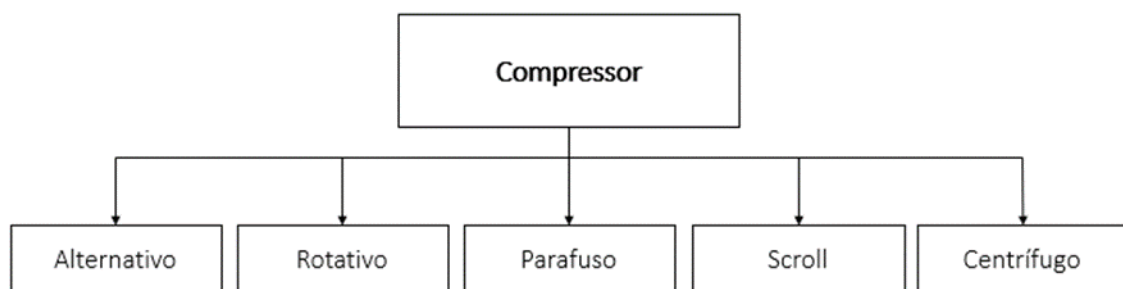 Compressor
Alternativo
Rotativo
Parafuso
Scroll
Centrífugo